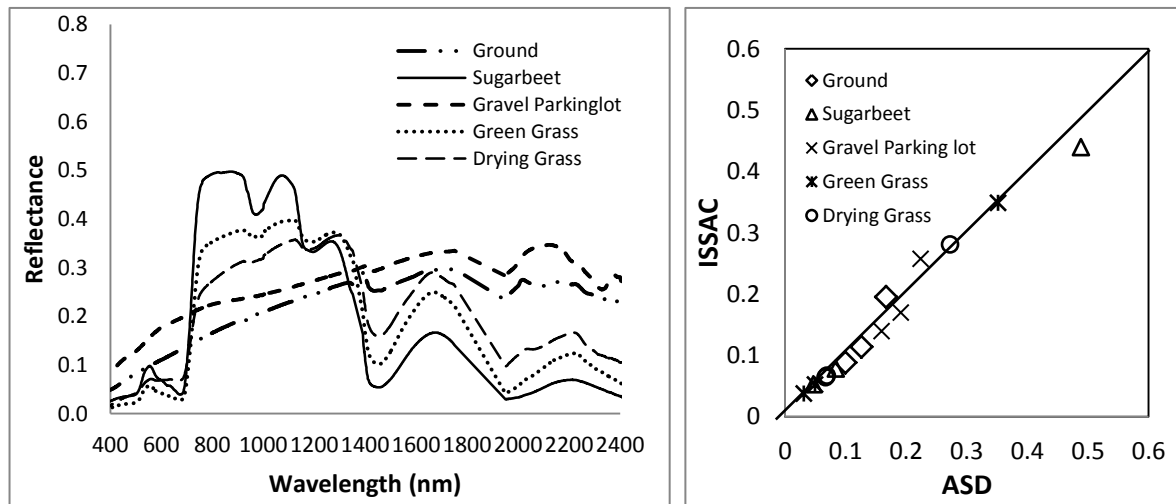 0.8
0.7
0.6
0.5
0.4
0.3
0.2
0.1
0.0
Reflectance
Ground
Sugarbeet
Gravel Parkinglot
Green Grass
Drying Grass
400 600 800 1000 1200 1400 1600 1800 2000 2200 2400
Wavelength (nm)
0.6
0.5
0.4
0.3
0.2
0.1
0
ISSAC
Ground
Sugarbeet
Gravel Parking lot
Green Grass
Drying Grass
0 0.1 0.2 0.3 0.4 0.5 0.6
ASD